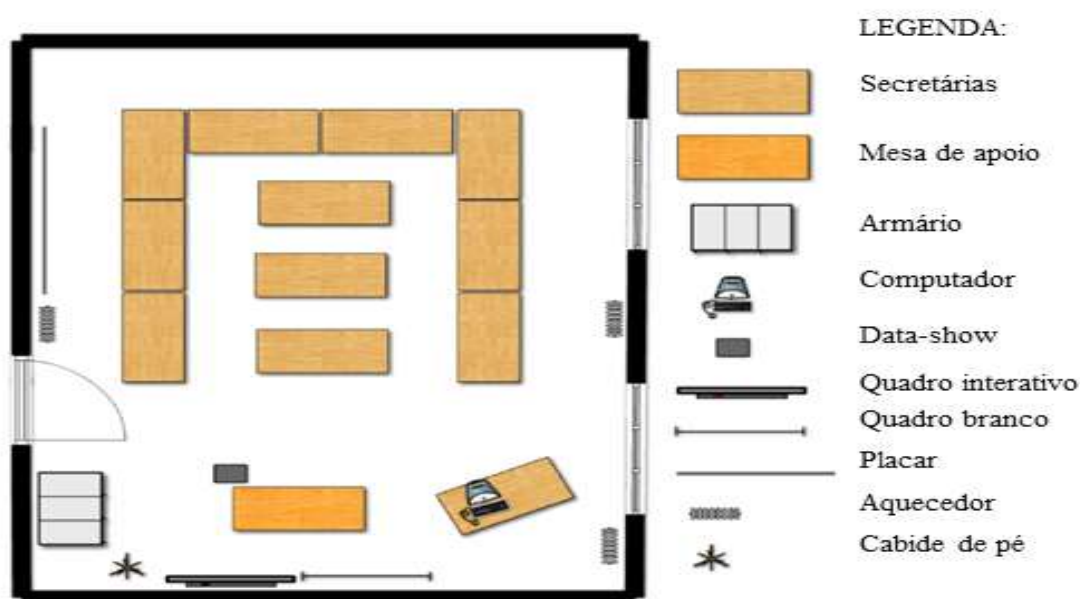 LEGENDA:
Secretárias
Mesa de apoio
Armário
Computador
Data-show
Quadro interativo
Quadro branco
Placar
Aquecedor
Cabide de pé